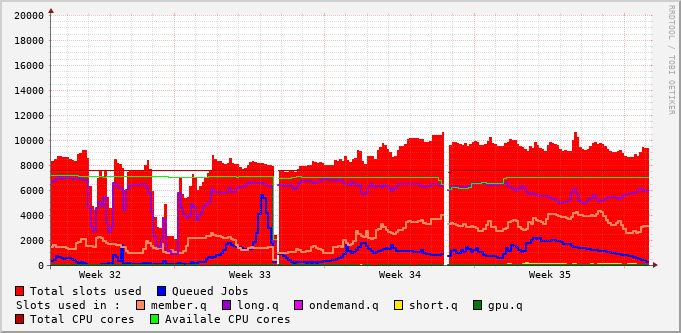 20000
18000
16000
14000
12000
10000
8000
6000
4000
2000
0
Week 32 Week 33 Week 34 Week 35
RRDTOOL / TOBI OETIKER
Total slots used Queued Jobs
Slots used in : member.q long.q ondemand.q short.q gpu.q
Total CPU cores Availale CPU cores